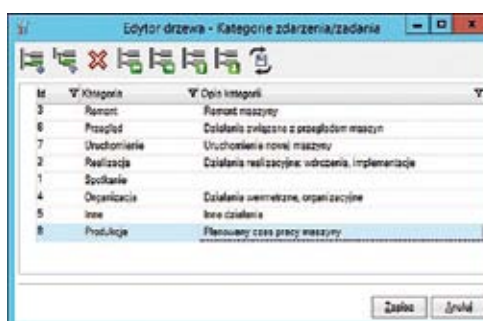 Edytor drzewa - Kategorie zdarzenia/zadania
Id Kategoria Opis kategorii
3 Remont Remont maszyny
6 Przegląd Działania związane z przeglądem maszyn
7 Uruchomienie Uruchomienie nowej maszyny
2 Realizacja Działania realizacyjne: wdrożenia, implementacje
1 Spotkanie
4 Organizacja Działania wewnetrzne, organizacyjne
5 Inne Inne działania
8 Produkcja Planowany czas pracy maszyny
Zapisz Anuluj